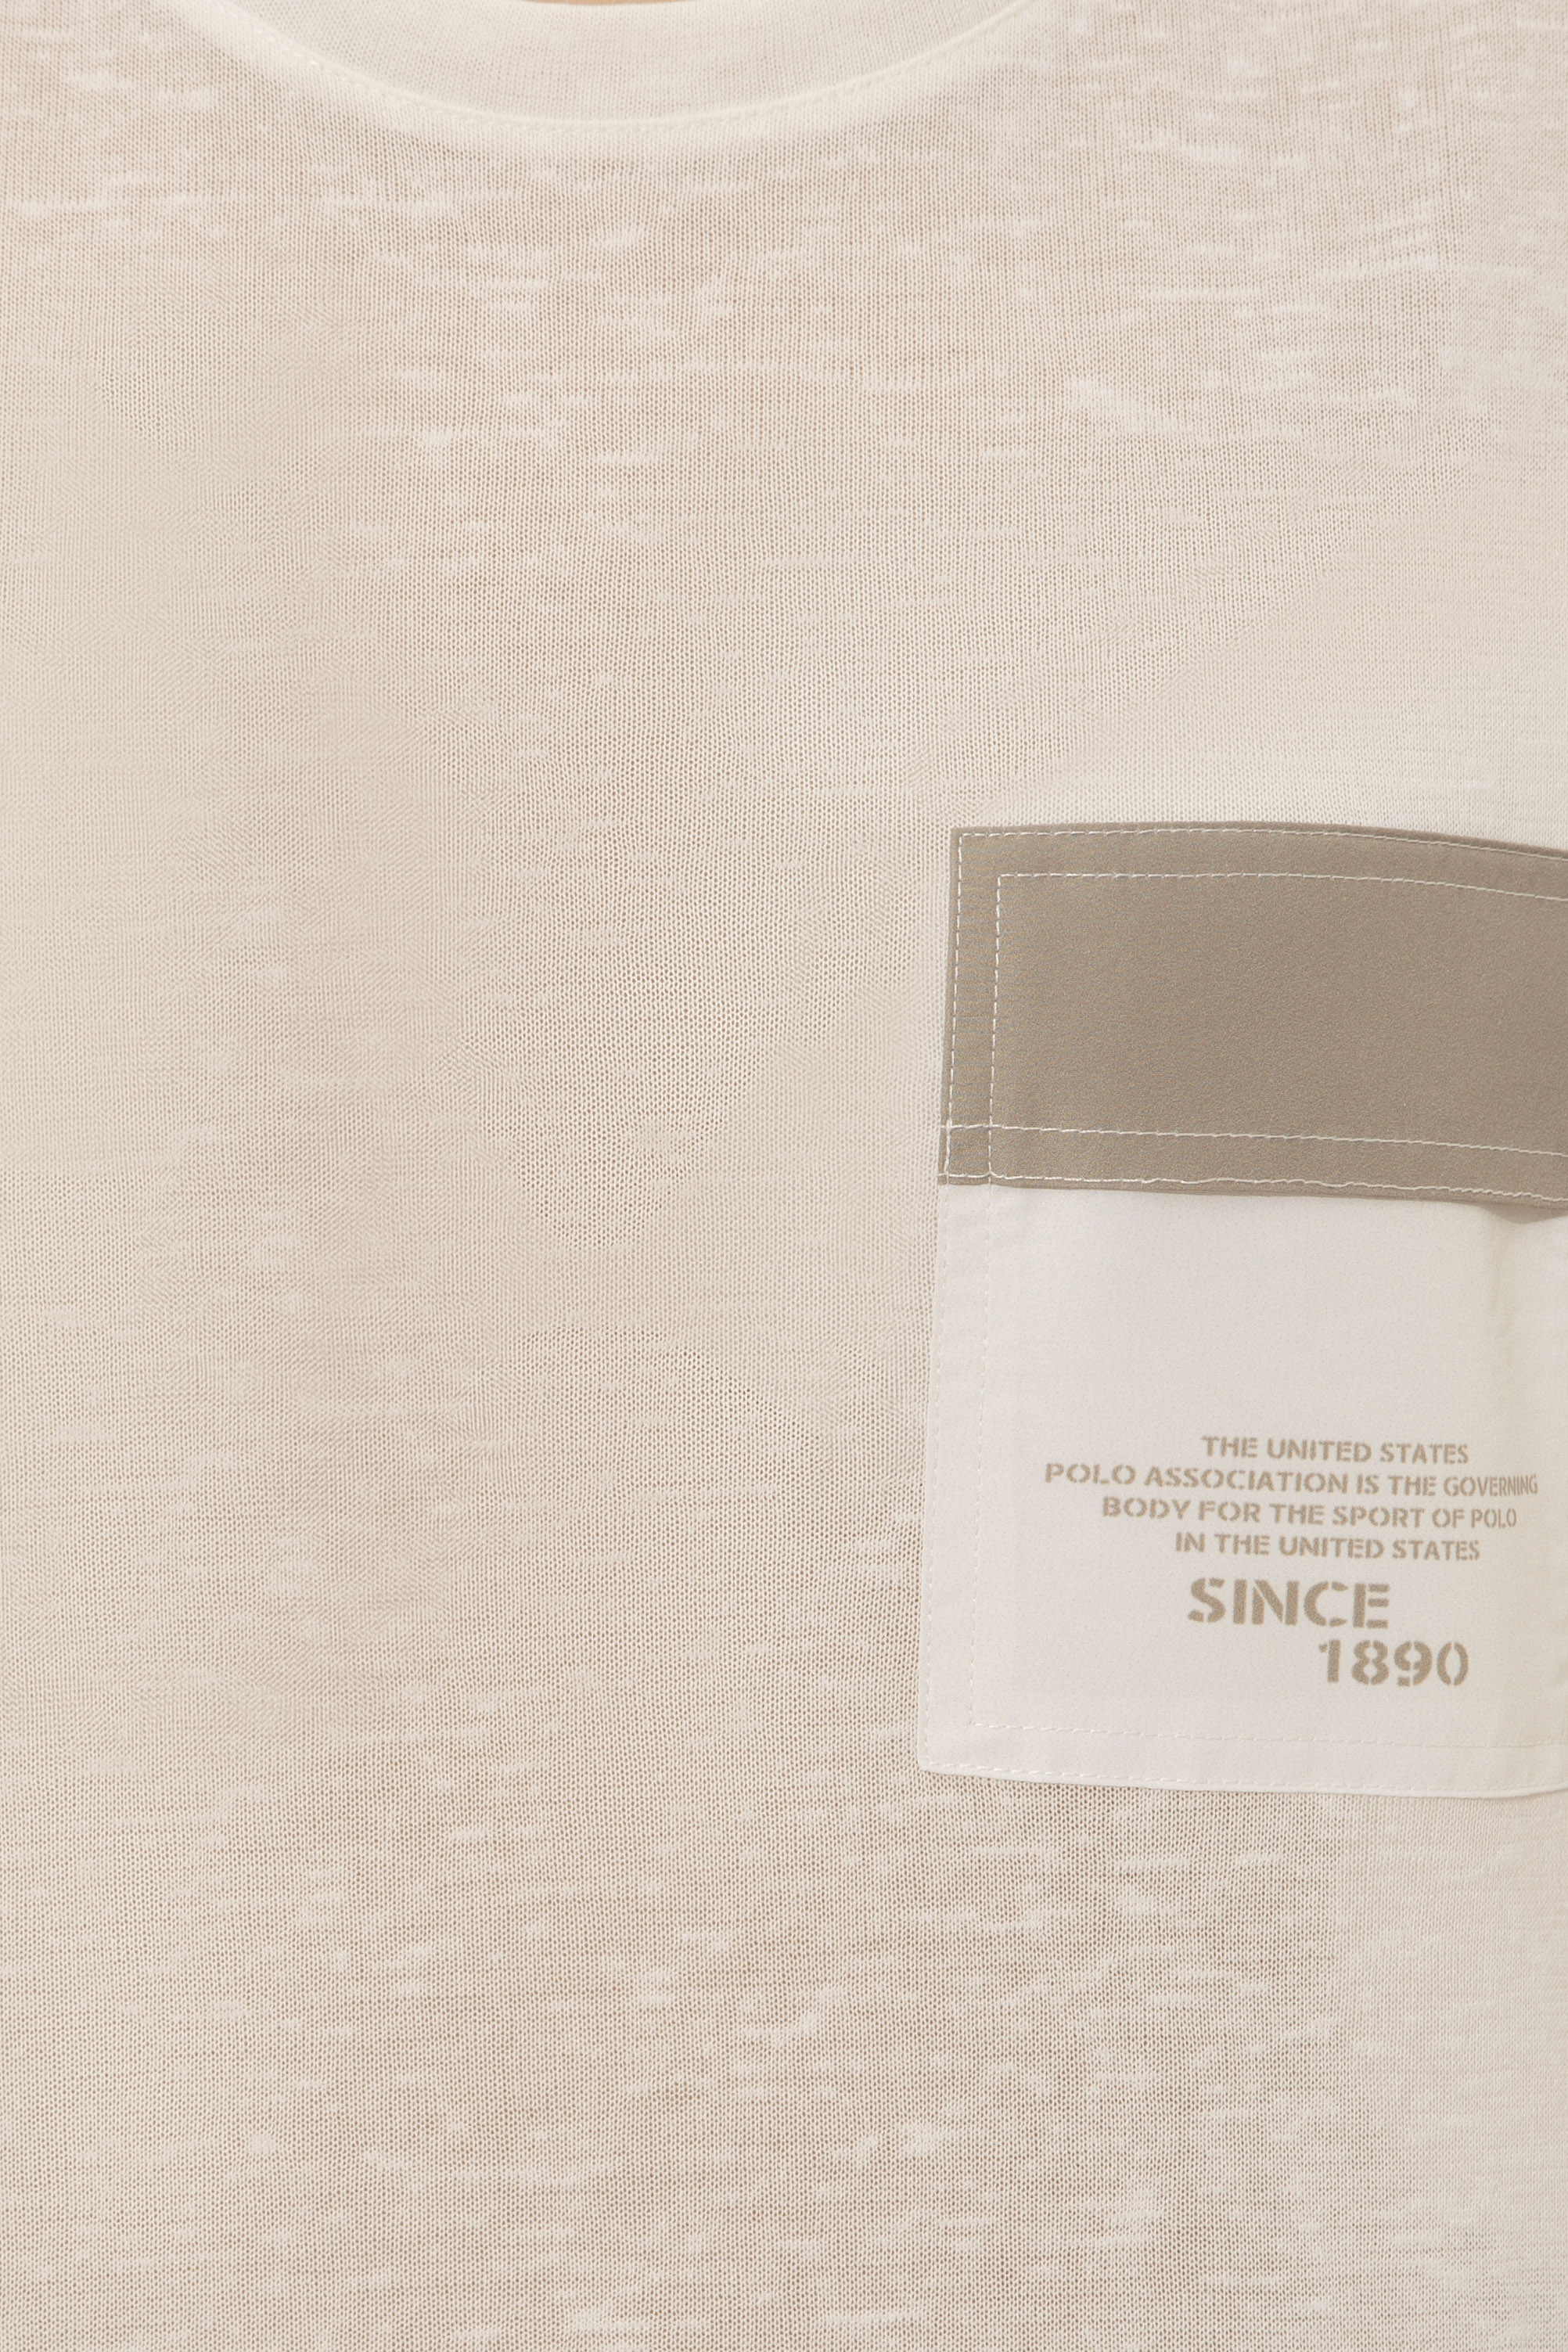 THE UNITED STATES
POLO ASSOCIATION IS THE GOVERNING
BODY FOR THE SPORT OF POLO
IN THE UNITED STATES
SINCE
1890